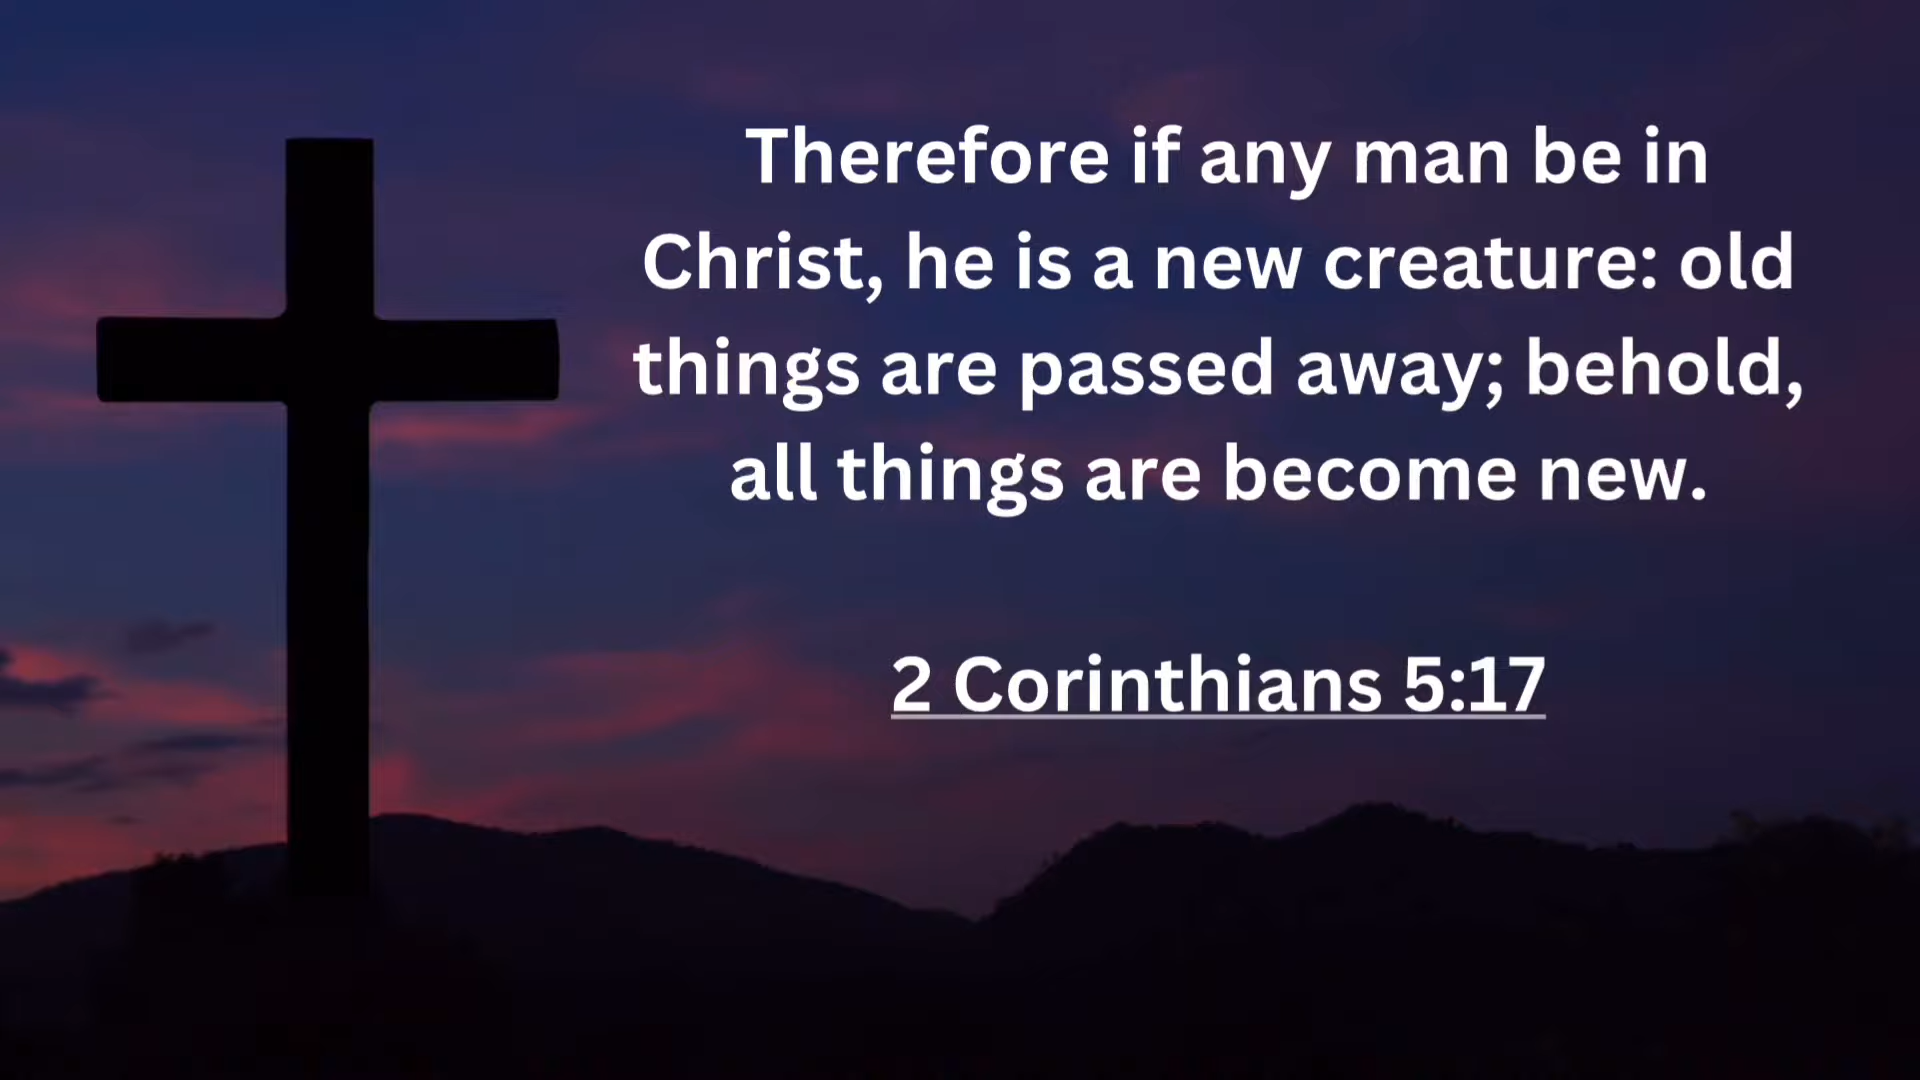 Therefore if any man be in
Christ, he is a new creature: old
things are passed away; behold,
all things are become new.
2 Corinthians 5:17